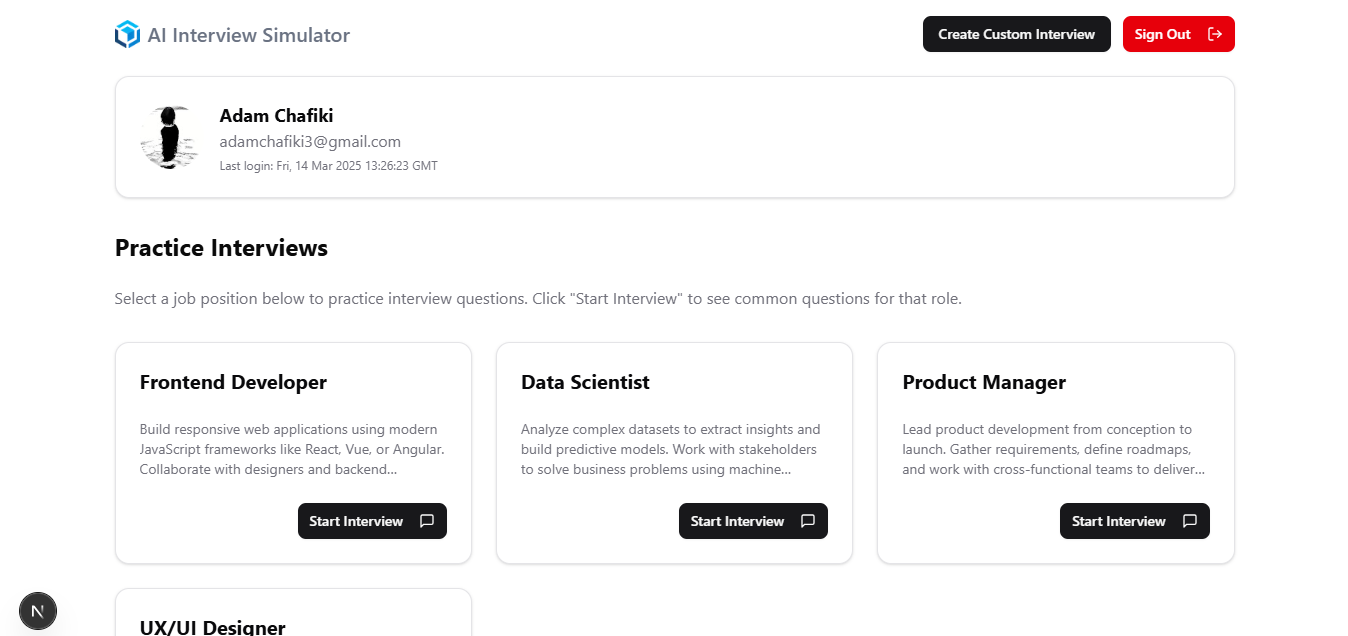 AI Interview Simulator
Create Custom Interview
Sign Out
Adam Chafiki
adamchafiki3@gmail.com
Last login: Fri, 14 Mar 2025 13:26:23 GMT
Practice Interviews
Select a job position below to practice interview questions. Click "Start Interview" to see common questions for that role.
Frontend Developer
Build responsive web applications using modern
JavaScript frameworks like React, Vue, or Angular.
Collaborate with designers and backend...
Start Interview
Data Scientist
Analyze complex datasets to extract insights and
build predictive models. Work with stakeholders
to solve business problems using machine...
Start Interview
Product Manager
Lead product development from conception to
launch. Gather requirements, define roadmaps,
and work with cross-functional teams to deliver...
Start Interview
UX/UI Designer
N